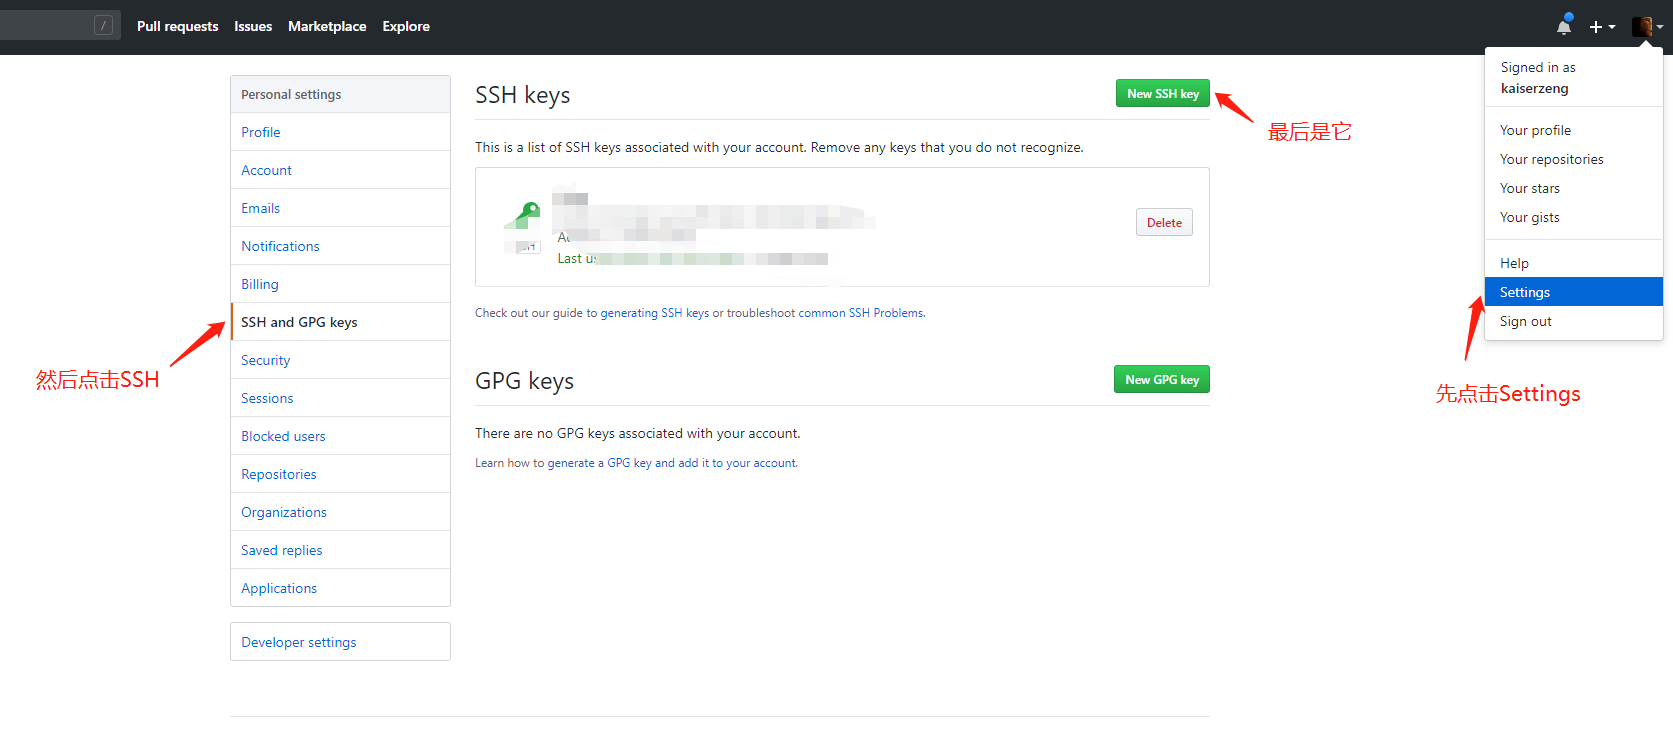 /
Pull requests Issues Marketplace Explore
Signed in as
kaiserzeng
Your profile
Your repositories
Your stars
Your gists
Help
Settings
Sign out
先点击Settings
Personal settings
Profile
Account
Emails
Notifications
Billing
SSH and GPG keys
Security
Sessions
Blocked users
Repositories
Organizations
Saved replies
Applications
Developer settings
然后点击SSH
SSH keys
New SSH key
最后是它
This is a list of SSH keys associated with your account. Remove any keys that you do not recognize.
Last
Delete
Check out our guide to generating SSH keys or troubleshoot common SSH Problems.
GPG keys
New GPG key
There are no GPG keys associated with your account.
Learn how to generate a GPG key and add it to your account.